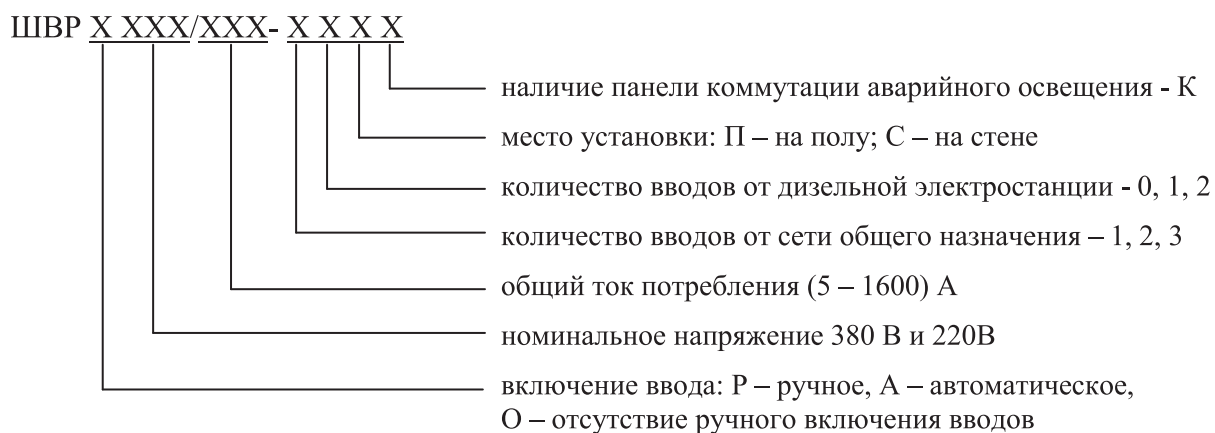 ШВР Х ХХХ/ХХХ- Х Х Х Х
наличие панели коммутации аварийного освещения - К
место установки: П – на полу; С – на стене
количество вводов от дизельной электростанции - 0, 1, 2
количество вводов от сети общего назначения – 1, 2, 3
общий ток потребления (5 – 1600) А
номинальное напряжение 380 В и 220В
включение ввода: Р – ручное, А – автоматическое,
О – отсутствие ручного включения вводов